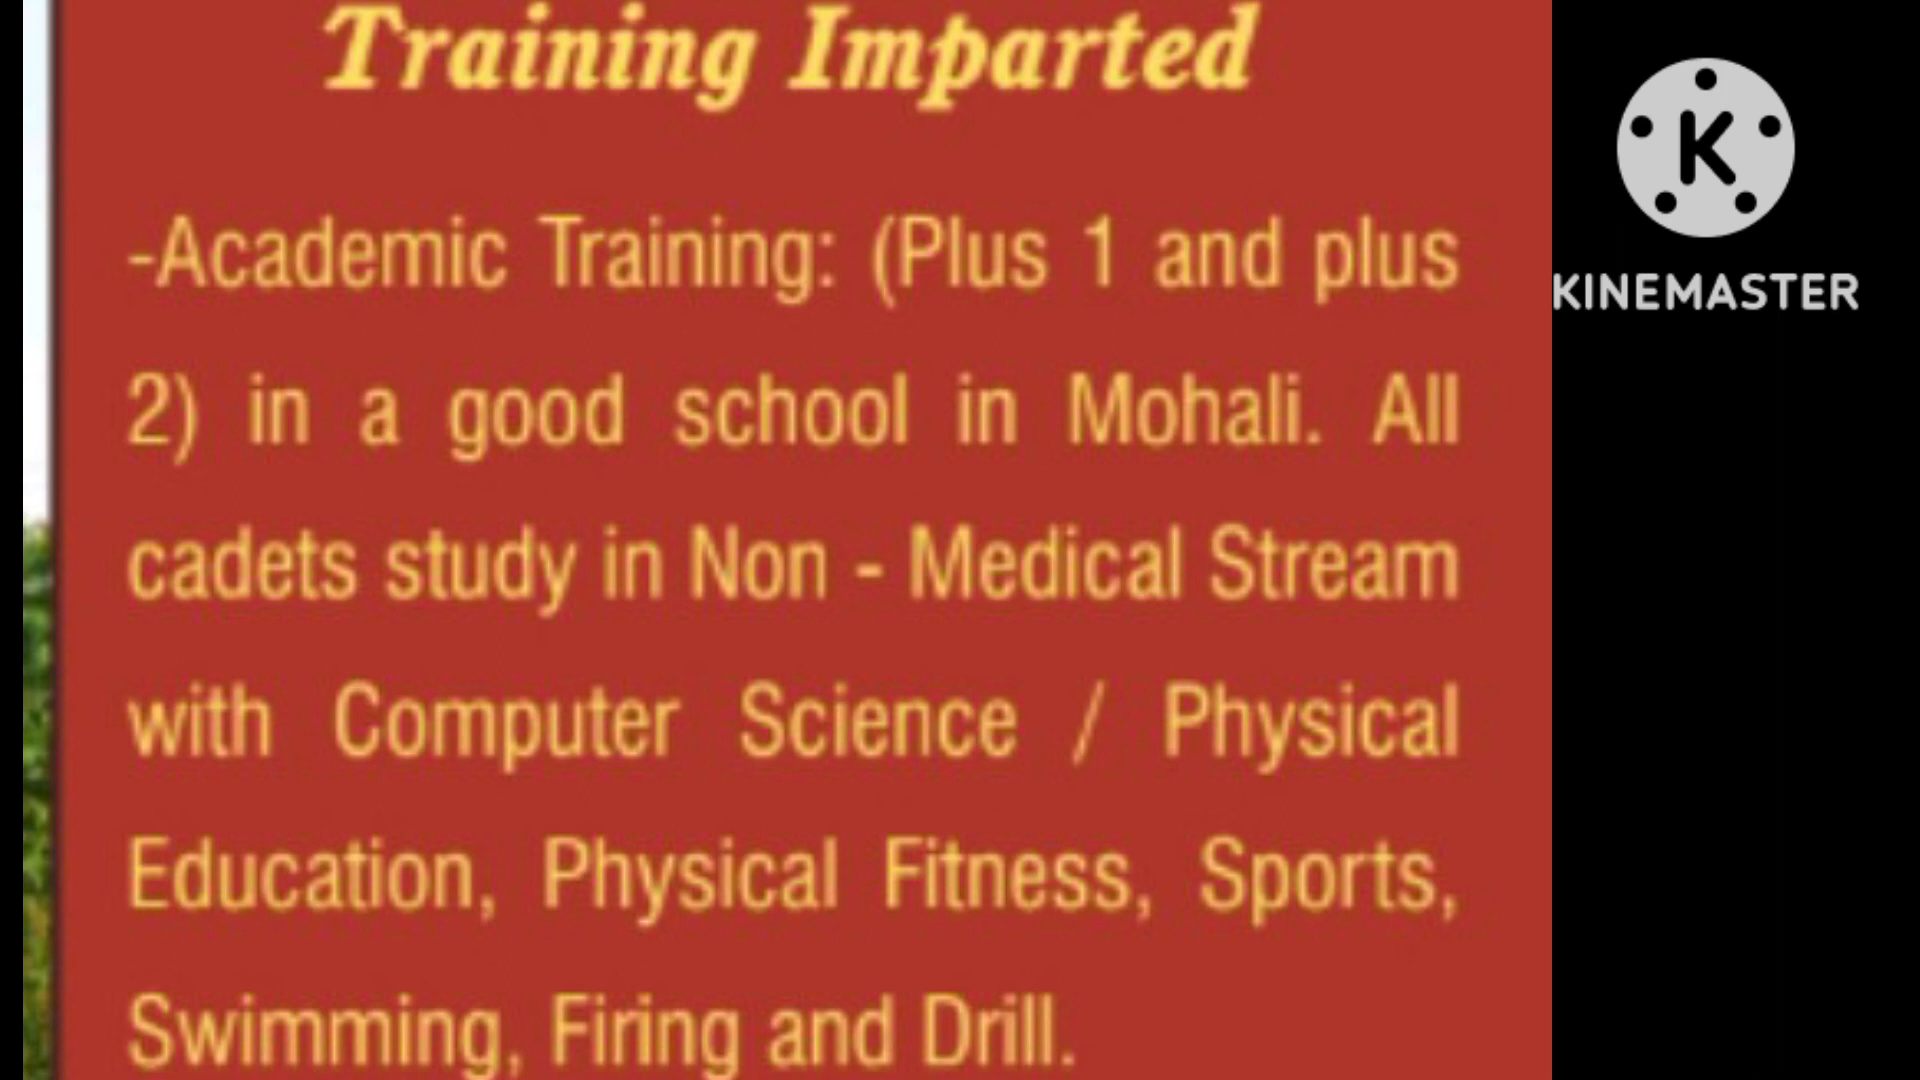 Training Imparted
-Academic Training: (Plus 1 and plus
2) in a good school in Mohali. All
cadets study in Non - Medical Stream
with Computer Science / Physical
Education, Physical Fitness, Sports,
Swimming, Firing and Drill.
K
KINEMASTER